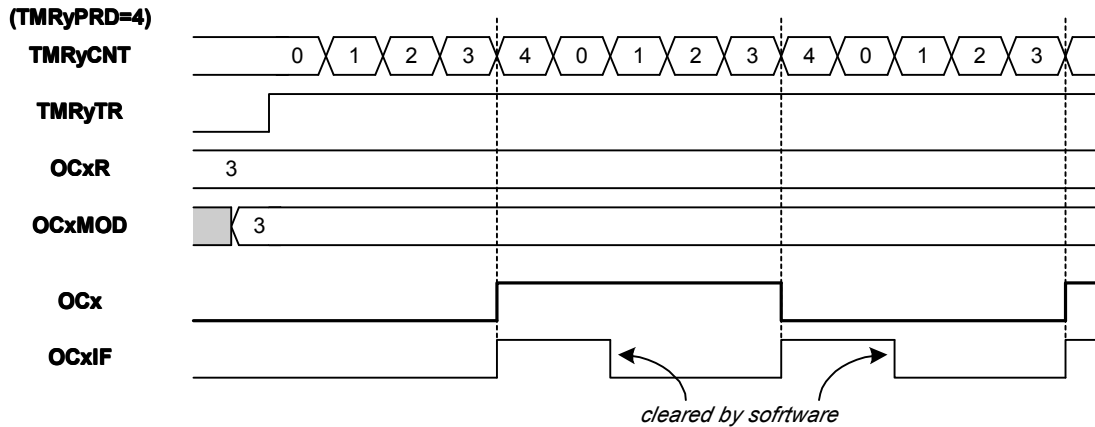 (TMRyPRD=4)
TMRyCNT 0 1 2 3 4 0 1 2 3 4 0 1 2 3
TMRyTR
OCxR 3
OCxMOD 3
OCx
OCxIF
cleared by sofrtware